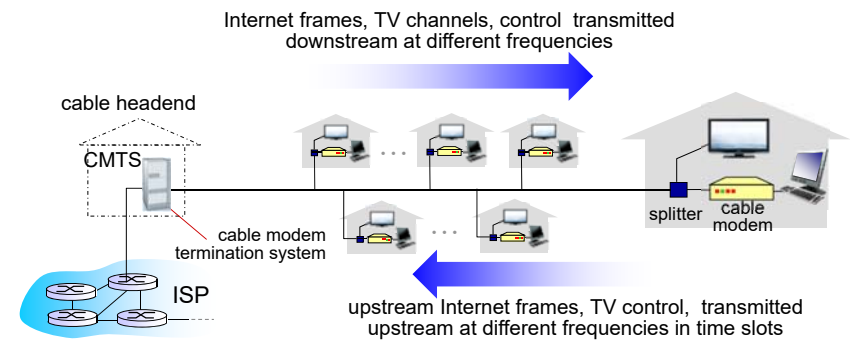 Internet frames, TV channels, control  transmitted
downstream at different frequencies
cable headend
CMTS
splitter
cable
modem
cable modem
termination system
ISP
upstream Internet frames, TV control,  transmitted
upstream at different frequencies in time slots